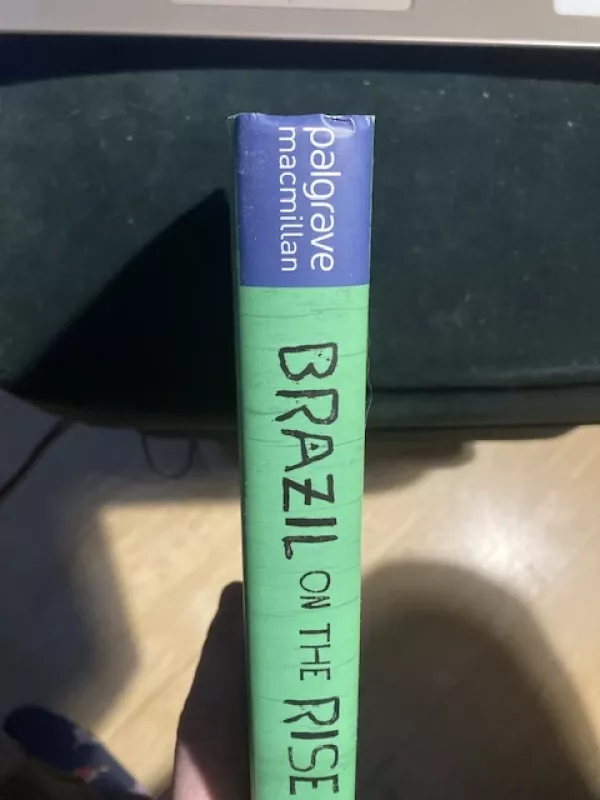 palgrave
macmillan
BRAZIL ON THE RISE